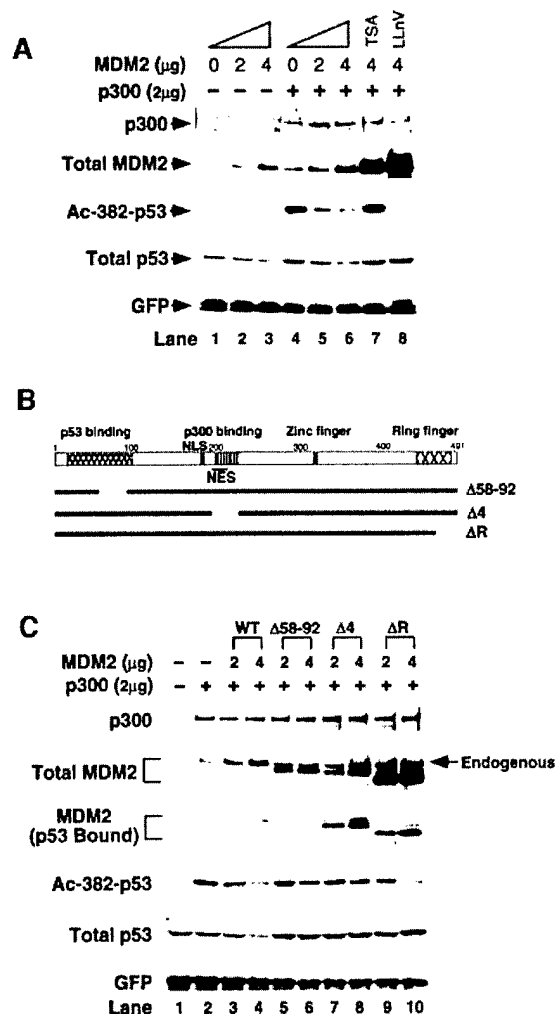 A
TSA
LLnV
MDM2 (μg) 0 2 4 0 2 4 4 4
p300 (2μg) − − − + + + + +
p300
Total MDM2
Ac-382-p53
Total p53
GFP
Lane 1 2 3 4 5 6 7 8
B
p53 binding p300 binding Zinc finger Ring finger
NLS
1 100 200 300 400 491
NES
Δ58-92
Δ4
ΔR
C
WT Δ58-92 Δ4 ΔR
MDM2 (μg) − − 2 4 2 4 2 4 2 4
p300 (2μg) − + + + + + + + + +
p300
Total MDM2
Endogenous
MDM2
(p53 Bound)
Ac-382-p53
Total p53
GFP
Lane 1 2 3 4 5 6 7 8 9 10